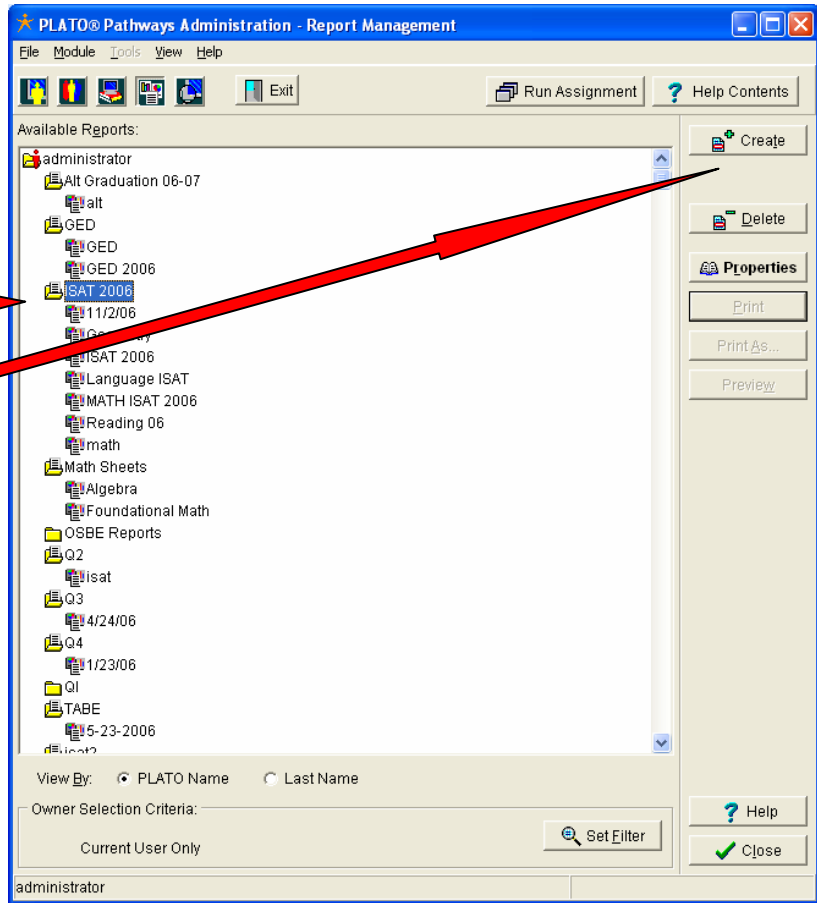 PLATO® Pathways Administration - Report Management
File Module Tools View Help
Exit
Run Assignment
? Help Contents
Available Reports:
administrator
Alt Graduation 06-07
alt
GED
GED
GED 2006
ISAT 2006
11/2/06
ISAT 2006
Language ISAT
MATH ISAT 2006
Reading 06
math
Math Sheets
Algebra
Foundational Math
OSBE Reports
Q2
isat
Q3
4/24/06
Q4
1/23/06
QI
TABE
5-23-2006
isat2
Create
Delete
Properties
Print
Print As...
Preview
View By: PLATO Name Last Name
Owner Selection Criteria:
Current User Only
Set Filter
? Help
Close
administrator